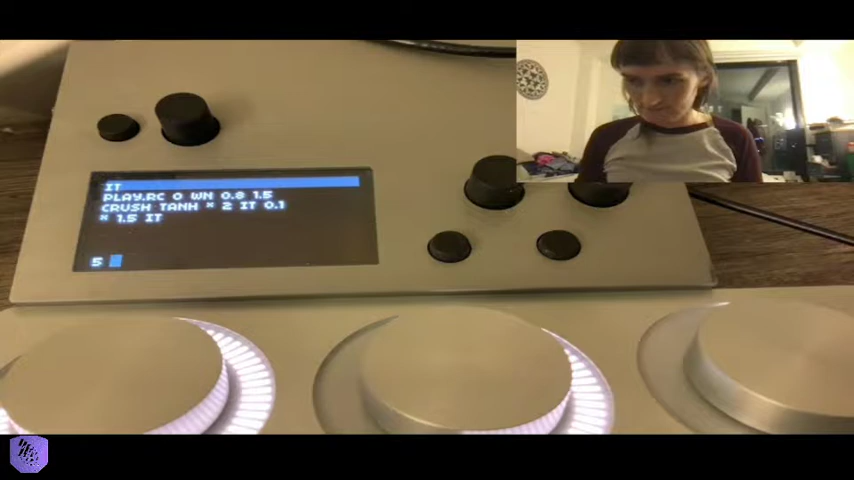 IT
PLAY.RC 0 WN 0.8 1.5
CRUSH TANH * 2 IT 0.1
* 1.5 IT
5